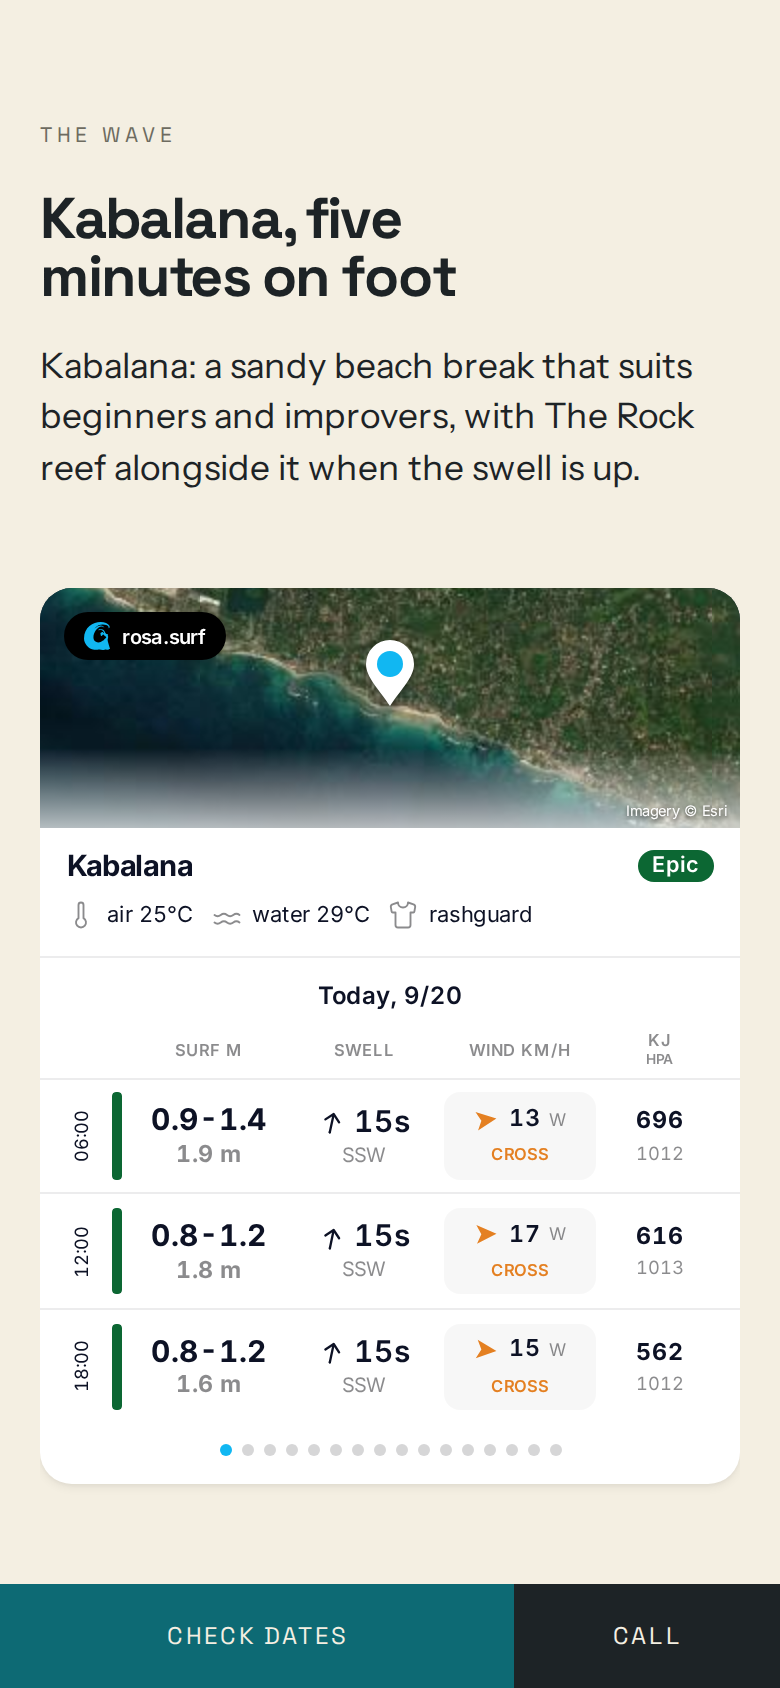 THE WAVE
Kabalana, five
minutes on foot
Kabalana: a sandy beach break that suits
beginners and improvers, with The Rock
reef alongside it when the swell is up.
rosa.surf
Imagery © Esri
Kabalana Epic
air 25°C water 29°C rashguard
Today, 9/20
SURF M SWELL WIND KM/H KJ
HPA
06:00 0.9-1.4 15s 13 W 696
1.9 m SSW CROSS 1012
12:00 0.8-1.2 15s 17 W 616
1.8 m SSW CROSS 1013
18:00 0.8-1.2 15s 15 W 562
1.6 m SSW CROSS 1012
CHECK DATES CALL